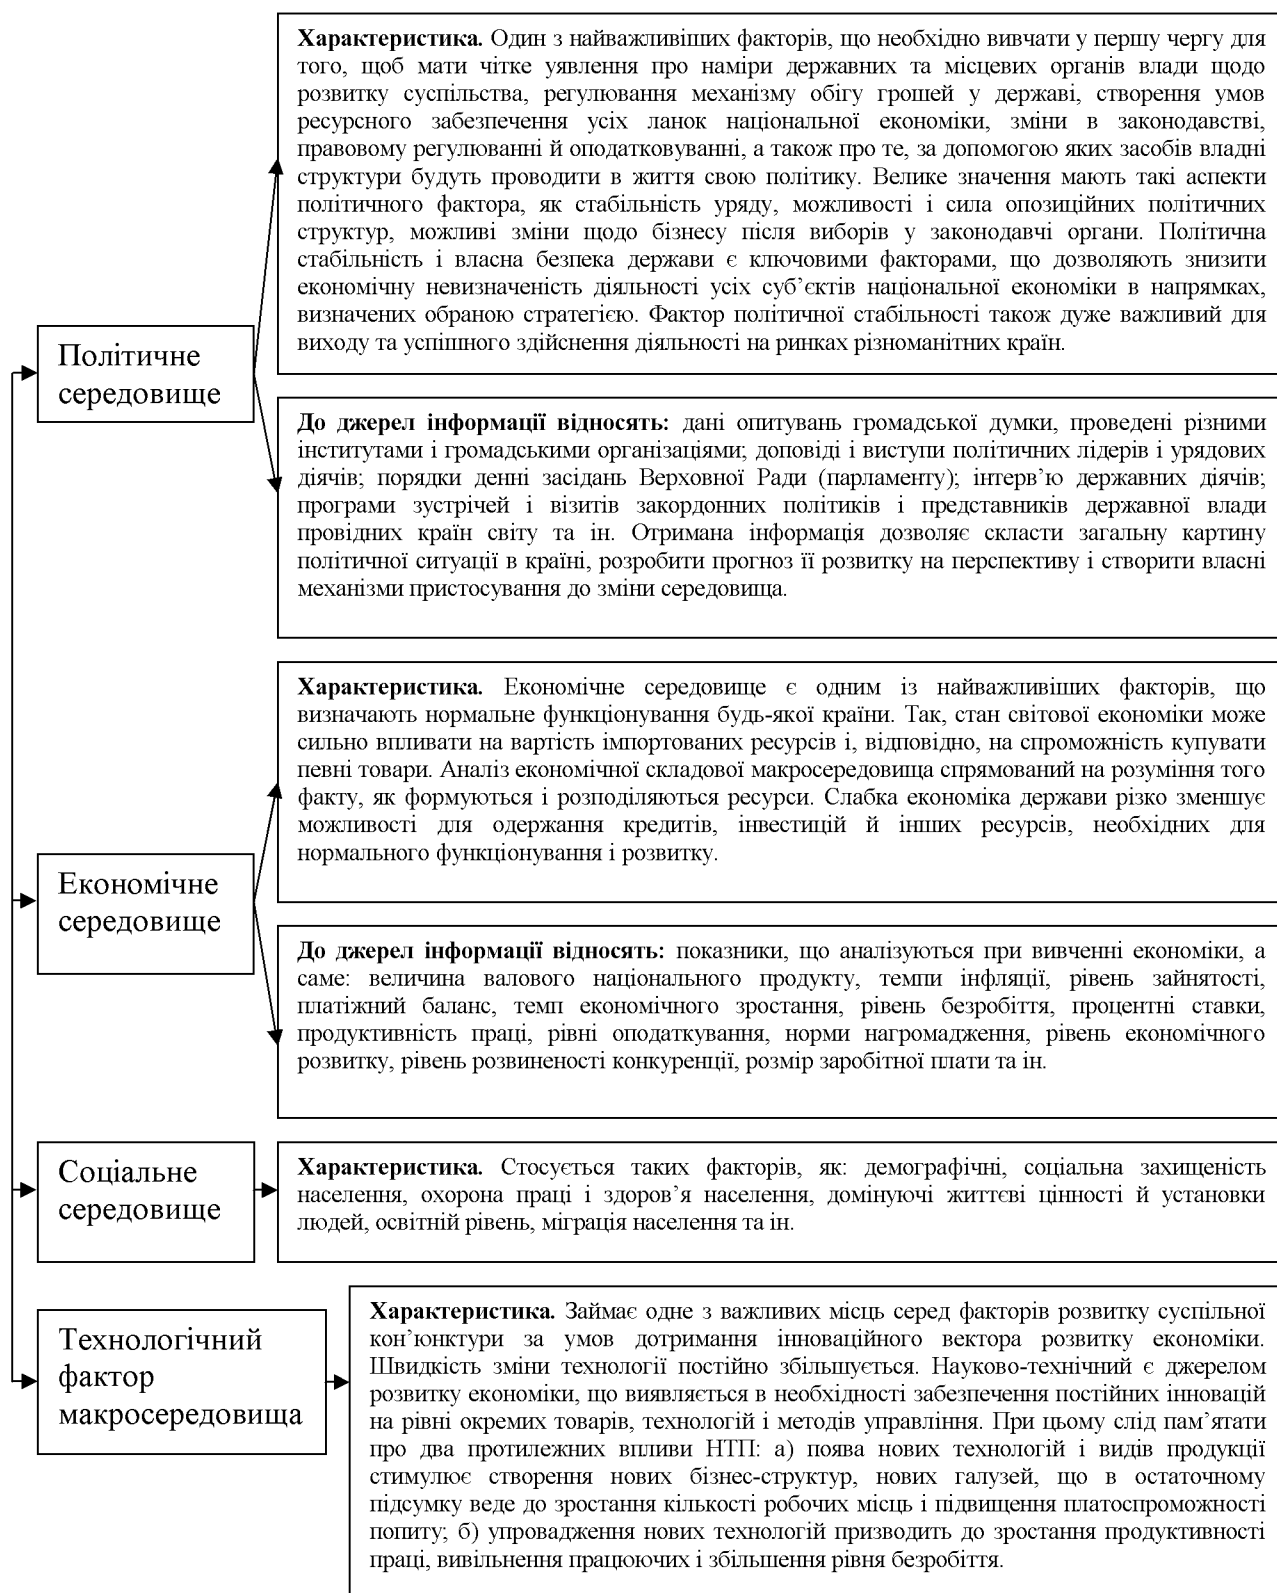 Характеристика. Один з найважливіших факторів, що необхідно вивчати у першу чергу для
того, щоб мати чітке уявлення про наміри державних та місцевих органів влади щодо
розвитку суспільства, регулювання механізму обігу грошей у державі, створення умов
ресурсного забезпечення усіх ланок національної економіки, зміни в законодавстві,
правовому регулюванні й оподатковуванні, а також про те, за допомогою яких засобів владні
структури будуть проводити в життя свою політику. Велике значення мають такі аспекти
політичного фактора, як стабільність уряду, можливості і сила опозиційних політичних
структур, можливі зміни щодо бізнесу після виборів у законодавчі органи. Політична
стабільність і власна безпека держави є ключовими факторами, що дозволяють знизити
економічну невизначеність діяльності усіх суб’єктів національної економіки в напрямках,
визначених обраною стратегією. Фактор політичної стабільності також дуже важливий для
виходу та успішного здійснення діяльності на ринках різноманітних країн.
Політичне
середовище
До джерел інформації відносять: дані опитувань громадської думки, проведені різними
інститутами і громадськими організаціями; доповіді і виступи політичних лідерів і урядових
діячів; порядки денні засідань Верховної Ради (парламенту); інтерв’ю державних діячів;
програми зустрічей і візитів закордонних політиків і представників державної влади
провідних країн світу та ін. Отримана інформація дозволяє скласти загальну картину
політичної ситуації в країні, розробити прогноз її розвитку на перспективу і створити власні
механізми пристосування до зміни середовища.
Характеристика. Економічне середовище є одним із найважливіших факторів, що
визначають нормальне функціонування будь-якої країни. Так, стан світової економіки може
сильно впливати на вартість імпортованих ресурсів і, відповідно, на спроможність купувати
певні товари. Аналіз економічної складової макросередовища спрямований на розуміння того
факту, як формуються і розподіляються ресурси. Слабка економіка держави різко зменшує
можливості для одержання кредитів, інвестицій й інших ресурсів, необхідних для
нормального функціонування і розвитку.
Економічне
середовище
До джерел інформації відносять: показники, що аналізуються при вивченні економіки, а
саме: величина валового національного продукту, темпи інфляції, рівень зайнятості,
платіжний баланс, темп економічного зростання, рівень безробіття, процентні ставки,
продуктивність праці, рівні оподаткування, норми нагромадження, рівень економічного
розвитку, рівень розвиненості конкуренції, розмір заробітної плати та ін.
Соціальне
середовище
Характеристика. Стосується таких факторів, як: демографічні, соціальна захищеність
населення, охорона праці і здоров’я населення, домінуючі життєві цінності й установки
людей, освітній рівень, міграція населення та ін.
Технологічний
фактор
макросередовища
Характеристика. Займає одне з важливих місць серед факторів розвитку суспільної
кон’юнктури за умов дотримання інноваційного вектора розвитку економіки.
Швидкість зміни технології постійно збільшується. Науково-технічний є джерелом
розвитку економіки, що виявляється в необхідності забезпечення постійних інновацій
на рівні окремих товарів, технологій і методів управління. При цьому слід пам’ятати
про два протилежних впливи НТП: а) поява нових технологій і видів продукції
стимулює створення нових бізнес-структур, нових галузей, що в остаточному
підсумку веде до зростання кількості робочих місць і підвищення платоспроможності
попиту; б) упровадження нових технологій призводить до зростання продуктивності
праці, вивільнення працюючих і збільшення рівня безробіття.